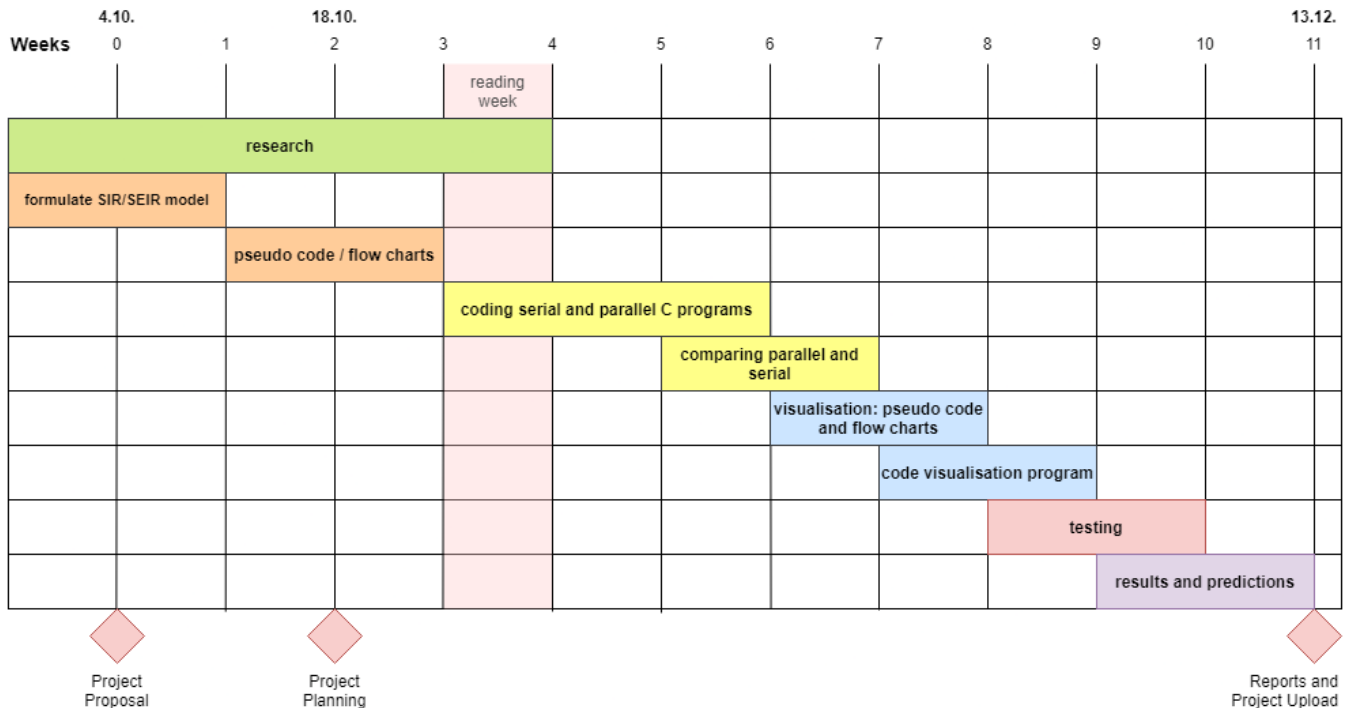 4.10.
18.10.
13.12.
Weeks 0 1 2 3 4 5 6 7 8 9 10 11
reading
week
research
formulate SIR/SEIR model
pseudo code / flow charts
coding serial and parallel C programs
comparing parallel and
serial
visualisation: pseudo code
and flow charts
code visualisation program
testing
results and predictions
Project
Proposal
Project
Planning
Reports and
Project Upload